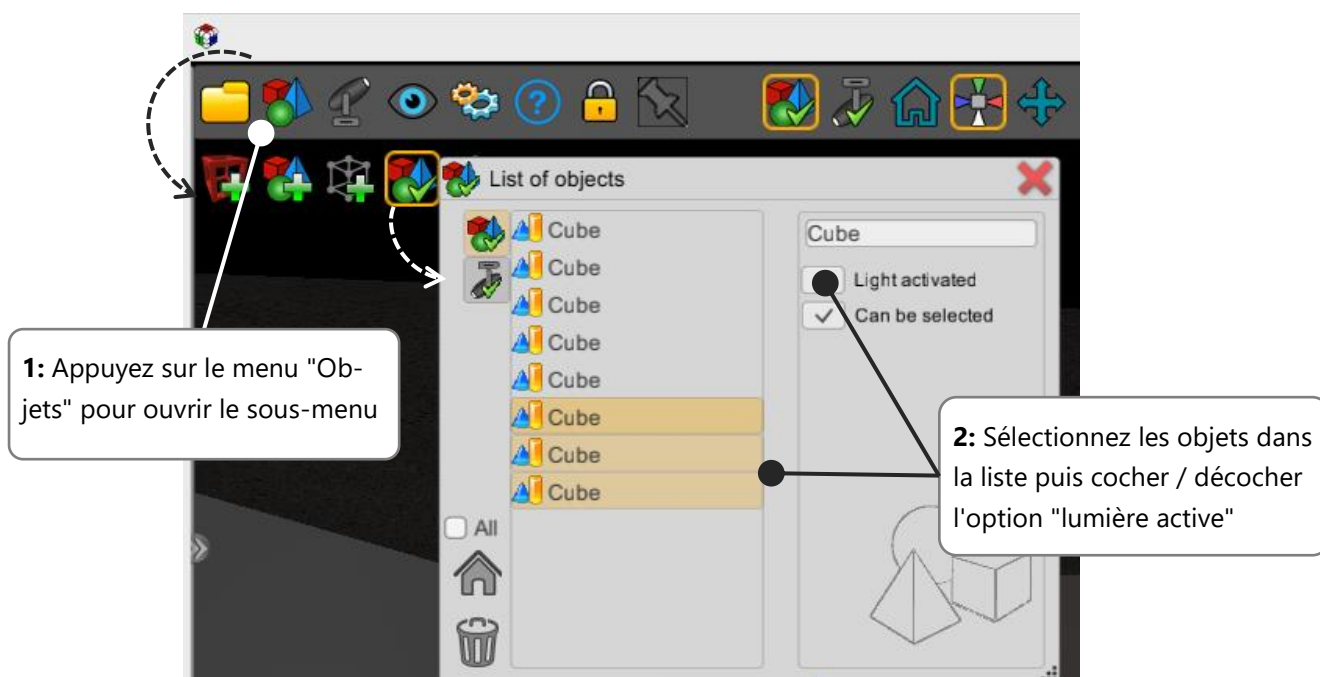 ?
List of objects
Cube
Cube
Cube
Cube
Cube
Cube
Cube
Cube
All
Cube
Light activated
Can be selected
1: Appuyez sur le menu "Ob-
jets" pour ouvrir le sous-menu
2: Sélectionnez les objets dans
la liste puis cocher / décocher
l'option "lumière active"